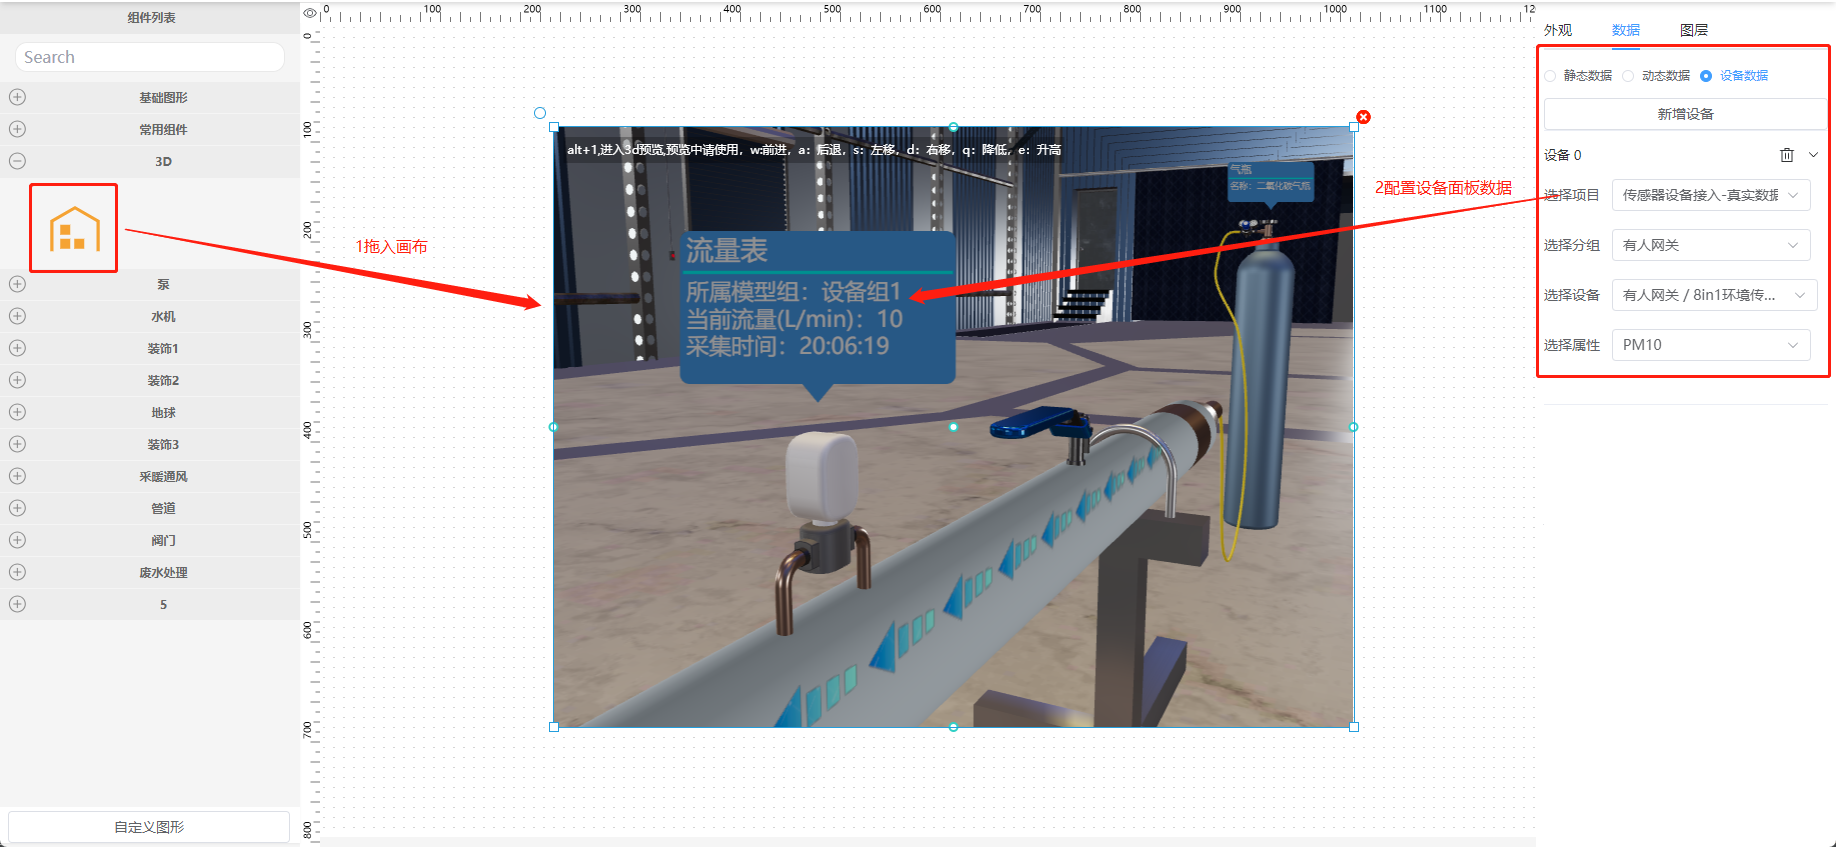 组件列表
Search
基础图形
常用组件
3D
泵
水机
装饰1
装饰2
地球
装饰3
采暖通风
管道
阀门
废水处理
5
自定义图形
0 100 200 300 400 500 600 700 800 900 1000 1100 12
0
100
200
300
400
500
600
700
800
1拖入画布
alt+1,进入3d预览,预览中请使用，w:前进，a：后退，s：左移，d：右移，q：降低，e：升高
气瓶
名称：二氧化碳气瓶
流量表
所属模型组：设备组1
当前流量(L/min)：10
采集时间：20:06:19
2配置设备面板数据
外观 数据 图层
静态数据 动态数据 设备数据
新增设备
设备 0
选择项目 传感器设备接入-真实数据
选择分组 有人网关
选择设备 有人网关 / 8in1环境传...
选择属性 PM10